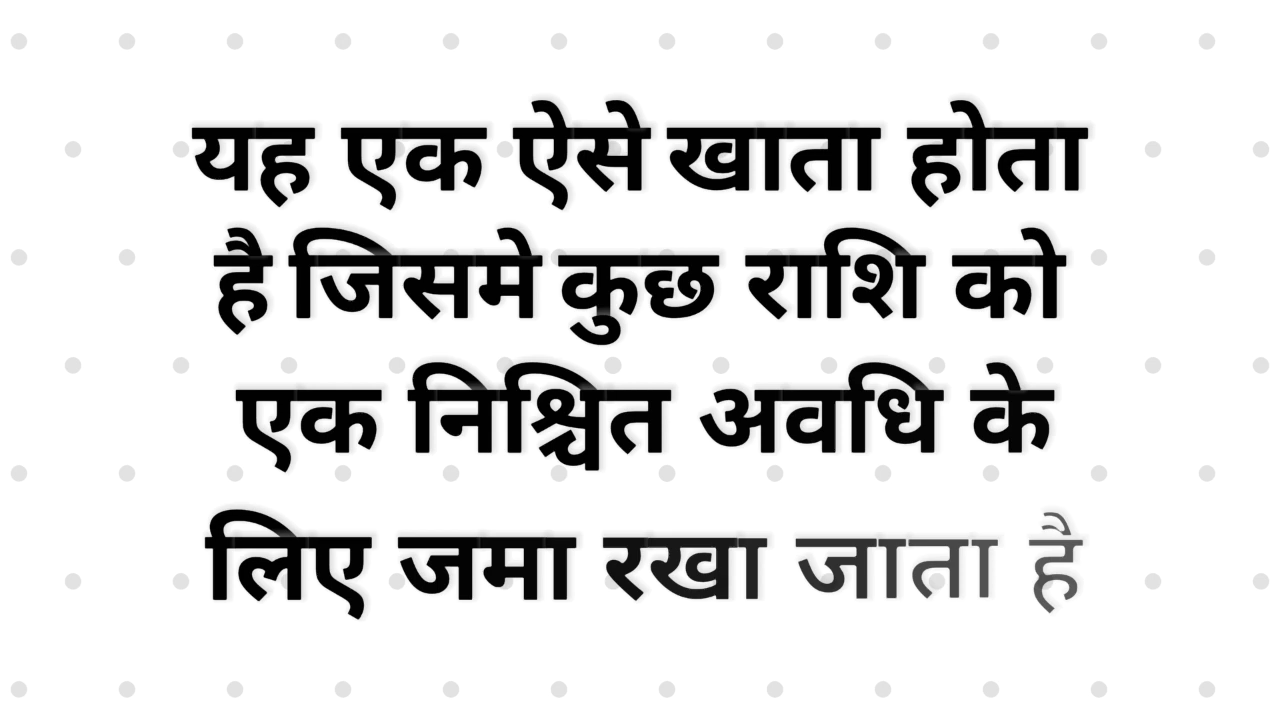 यह एक ऐसे खाता होता
है जिसमे कुछ राशि को
एक निश्चित अवधि के
लिए जमा रखा जाता है